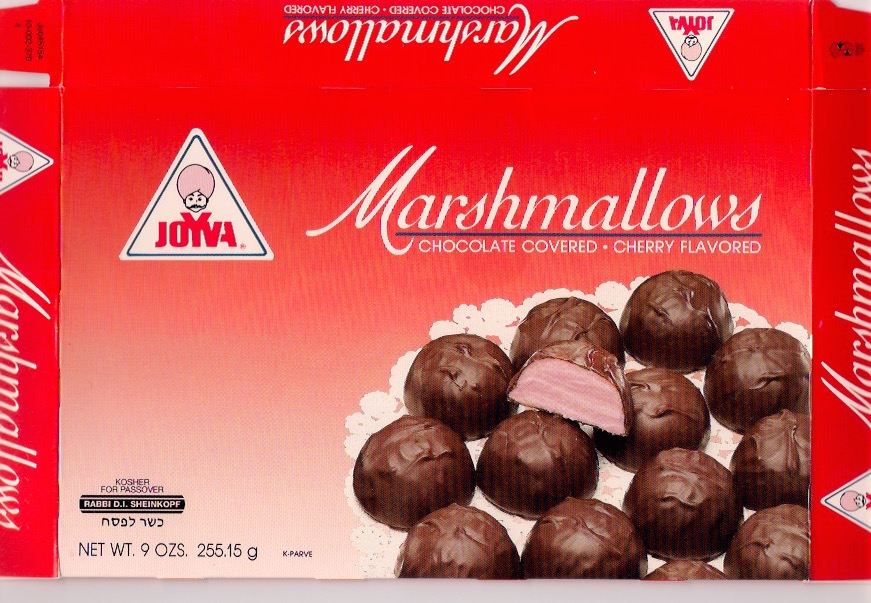 CHOCOLATE COVERED • CHERRY FLAVORED
Marshmallows
JOYVA
JOYVA®
Marshmallows
CHOCOLATE COVERED • CHERRY FLAVORED
Marshmallows
Marshmallows
KOSHER
FOR PASSOVER
RABBI D.I. SHEINKOPF
כשר לפסח
NET WT. 9 OZS. 255.15 g
K-PARVE